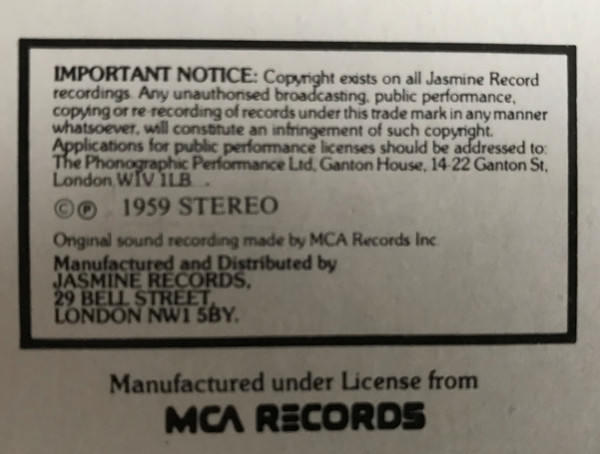 IMPORTANT NOTICE: Copyright exists on all Jasmine Record
recordings. Any unauthorised broadcasting, public performance,
copying or re-recording of records under this trade mark in any manner
whatsoever, will constitute an infringement of such copyright.
Applications for public performance licenses should be addressed to:
The Phonographic Performance Ltd, Ganton House, 14-22 Ganton St,
London W1V 1LB .
© ℗ 1959 STEREO
Original sound recording made by MCA Records Inc
Manufactured and Distributed by
JASMINE RECORDS,
29 BELL STREET,
LONDON NW1 5BY.
Manufactured under License from
MCA RECORDS